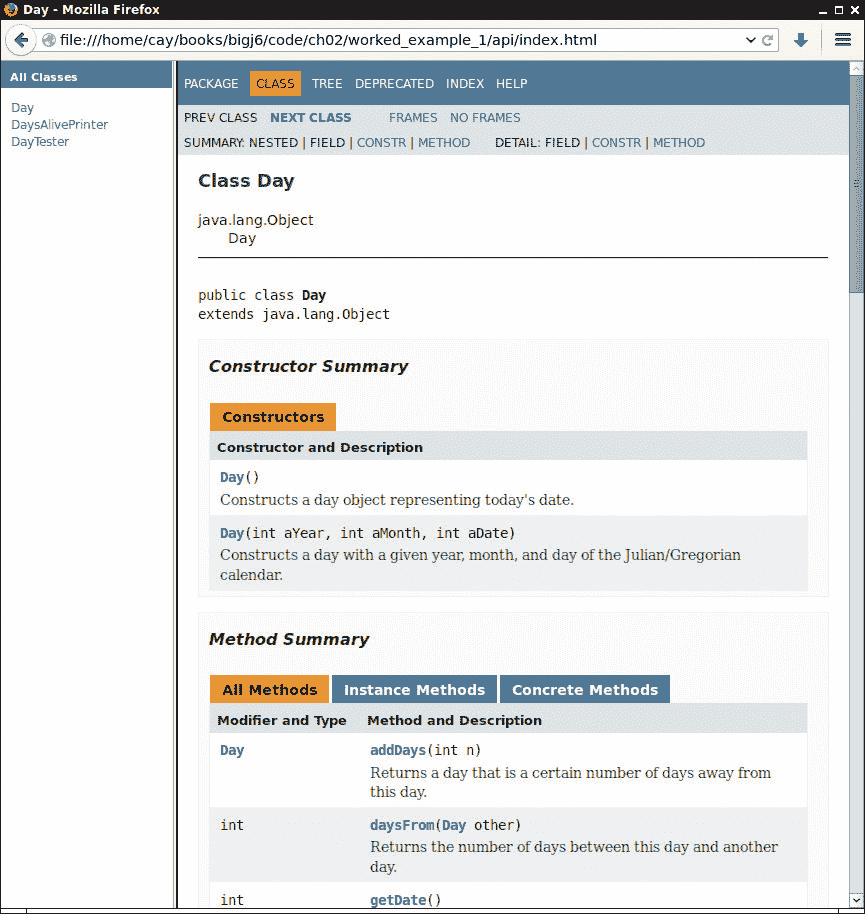 Day - Mozilla Firefox
file:///home/cay/books/bigj6/code/ch02/worked_example_1/api/index.html
All Classes
Day
DaysAlivePrinter
DayTester
PACKAGE CLASS TREE DEPRECATED INDEX HELP
PREV CLASS NEXT CLASS FRAMES NO FRAMES
SUMMARY: NESTED | FIELD | CONSTR | METHOD DETAIL: FIELD | CONSTR | METHOD
Class Day
java.lang.Object
Day
public class Day
extends java.lang.Object
Constructor Summary
Constructors
Constructor and Description
Day()
Constructs a day object representing today's date.
Day(int aYear, int aMonth, int aDate)
Constructs a day with a given year, month, and day of the Julian/Gregorian
calendar.
Method Summary
All Methods Instance Methods Concrete Methods
Modifier and Type Method and Description
Day addDays(int n)
Returns a day that is a certain number of days away from
this day.
int daysFrom(Day other)
Returns the number of days between this day and another
day.
int getDate()